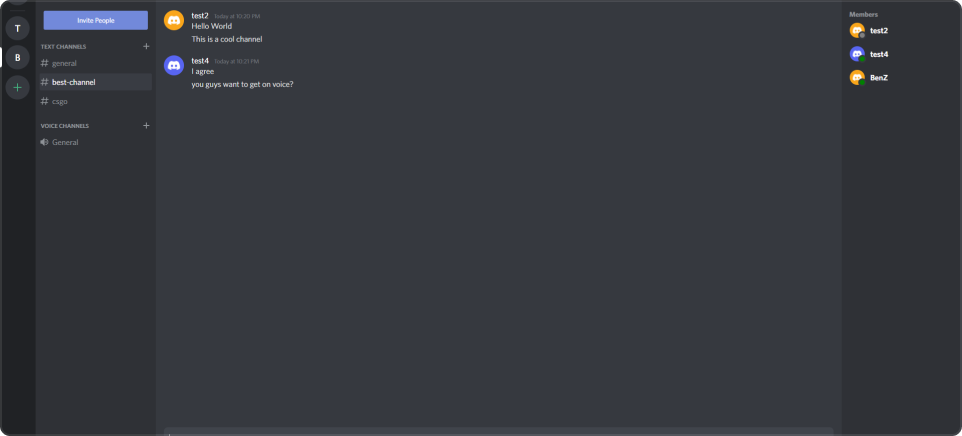 T
B
Invite People
TEXT CHANNELS
# general
# best-channel
# csgo
VOICE CHANNELS
General
test2 Today at 10:20 PM
Hello World
This is a cool channel
test4 Today at 10:21 PM
I agree
you guys want to get on voice?
Members
test2
test4
BenZ